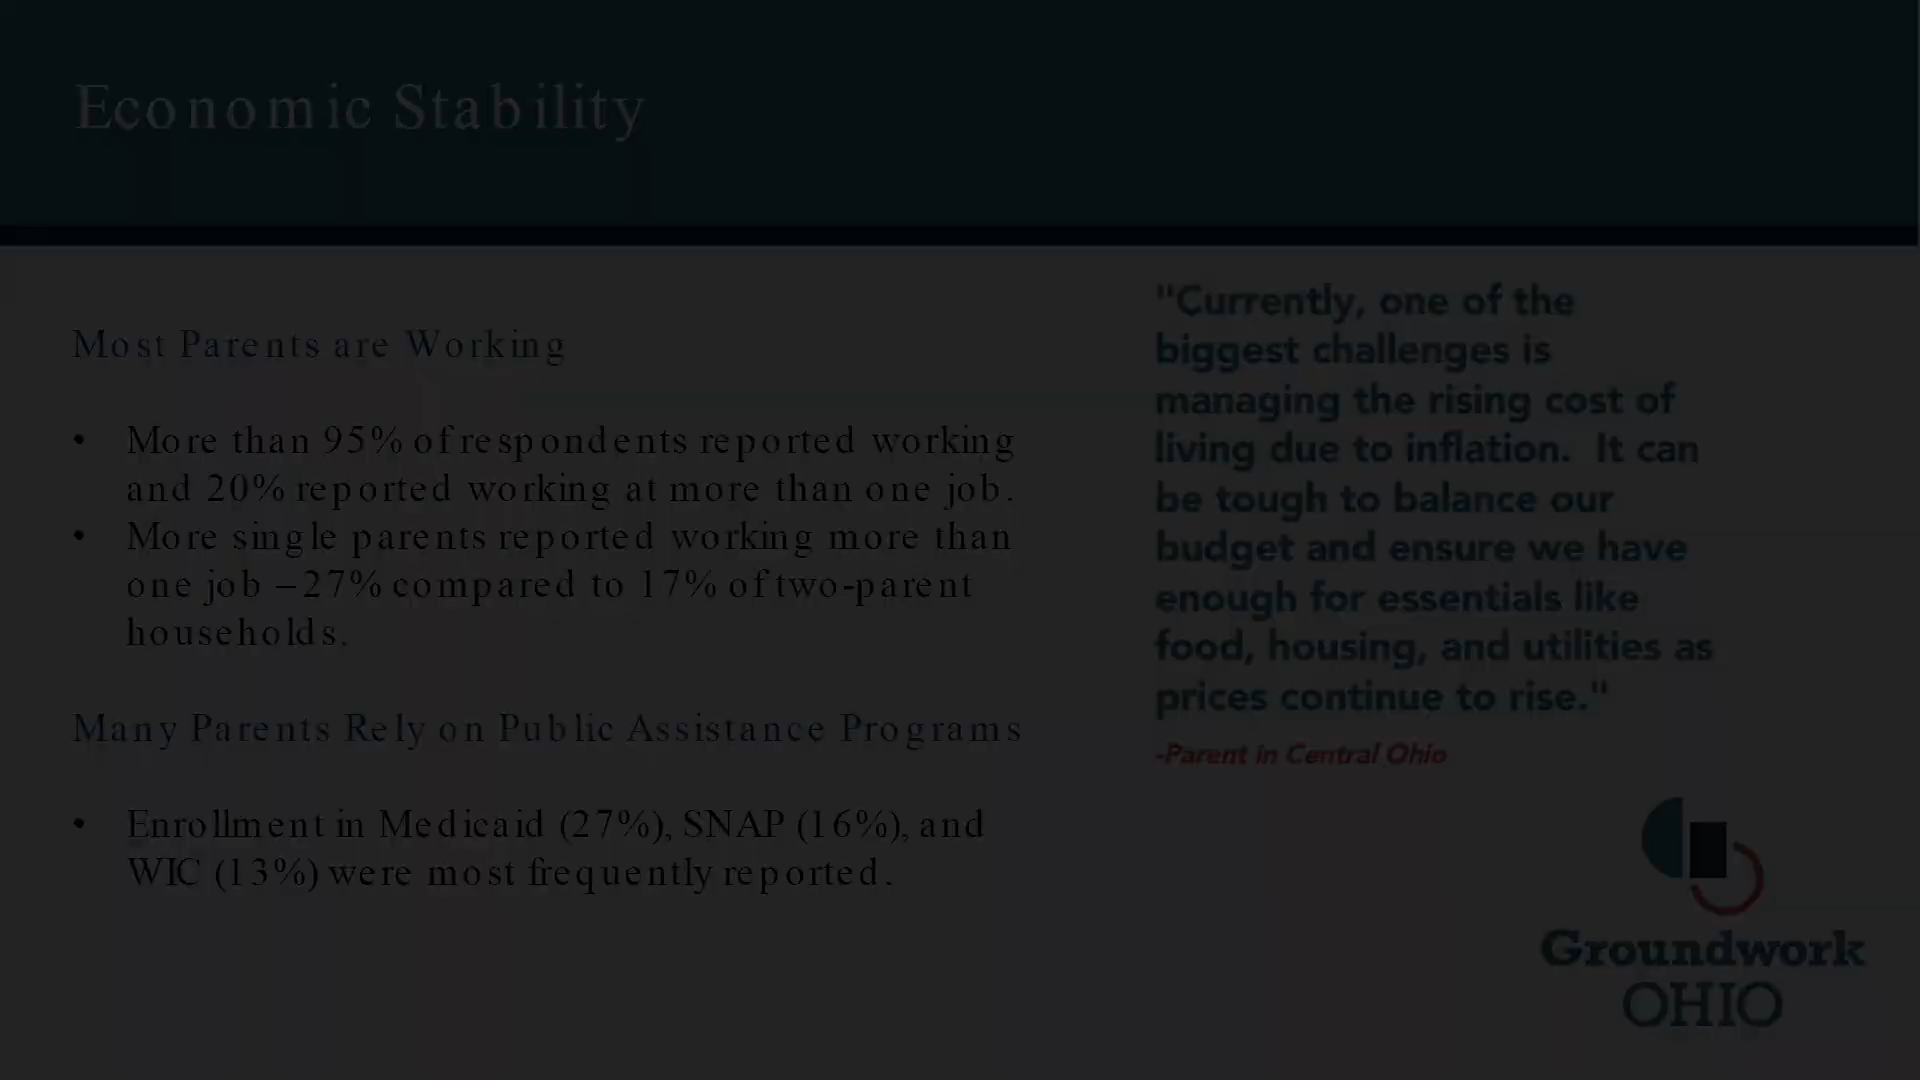 Economic Stability
Most Parents are Working
• More than 95% of respondents reported working
and 20% reported working at more than one job.
• More single parents reported working more than
one job – 27% compared to 17% of two-parent
households.
Many Parents Rely on Public Assistance Programs
• Enrollment in Medicaid (27%), SNAP (16%), and
WIC (13%) were most frequently reported.
"Currently, one of the
biggest challenges is
managing the rising cost of
living due to inflation. It can
be tough to balance our
budget and ensure we have
enough for essentials like
food, housing, and utilities as
prices continue to rise."
-Parent in Central Ohio
Groundwork
OHIO